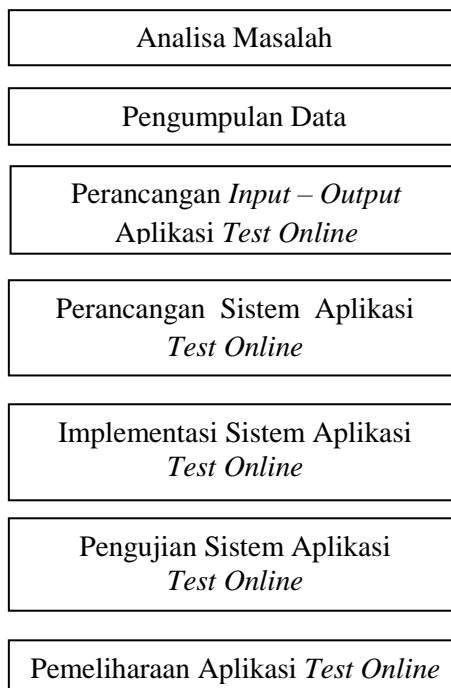 Analisa Masalah
Pengumpulan Data
Perancangan Input – Output
Aplikasi Test Online
Perancangan Sistem Aplikasi
Test Online
Implementasi Sistem Aplikasi
Test Online
Pengujian Sistem Aplikasi
Test Online
Pemeliharaan Aplikasi Test Online